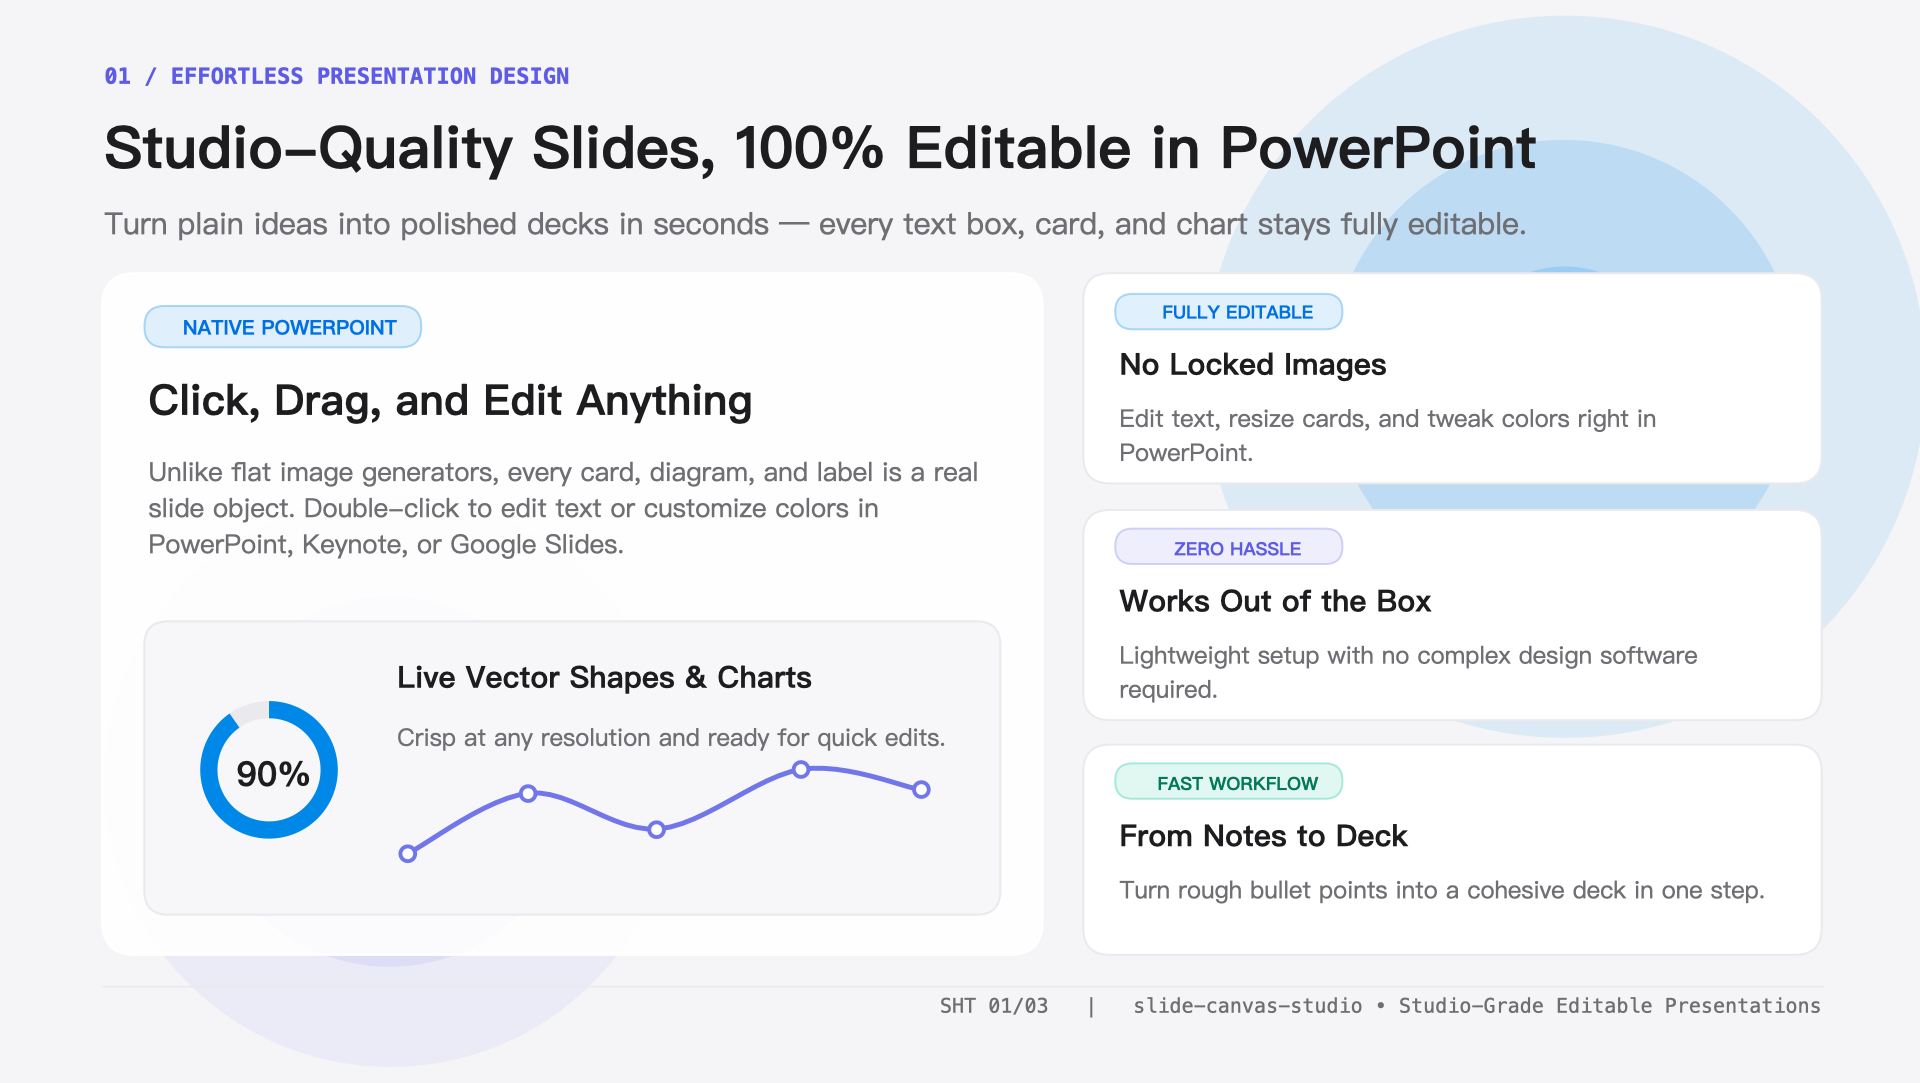 01 / EFFORTLESS PRESENTATION DESIGN
Studio–Quality Slides, 100% Editable in PowerPoint
Turn plain ideas into polished decks in seconds — every text box, card, and chart stays fully editable.
NATIVE POWERPOINT
Click, Drag, and Edit Anything
Unlike flat image generators, every card, diagram, and label is a real
slide object. Double–click to edit text or customize colors in
PowerPoint, Keynote, or Google Slides.
90%
Live Vector Shapes & Charts
Crisp at any resolution and ready for quick edits.
FULLY EDITABLE
No Locked Images
Edit text, resize cards, and tweak colors right in
PowerPoint.
ZERO HASSLE
Works Out of the Box
Lightweight setup with no complex design software
required.
FAST WORKFLOW
From Notes to Deck
Turn rough bullet points into a cohesive deck in one step.
SHT 01/03 | slide-canvas-studio • Studio-Grade Editable Presentations